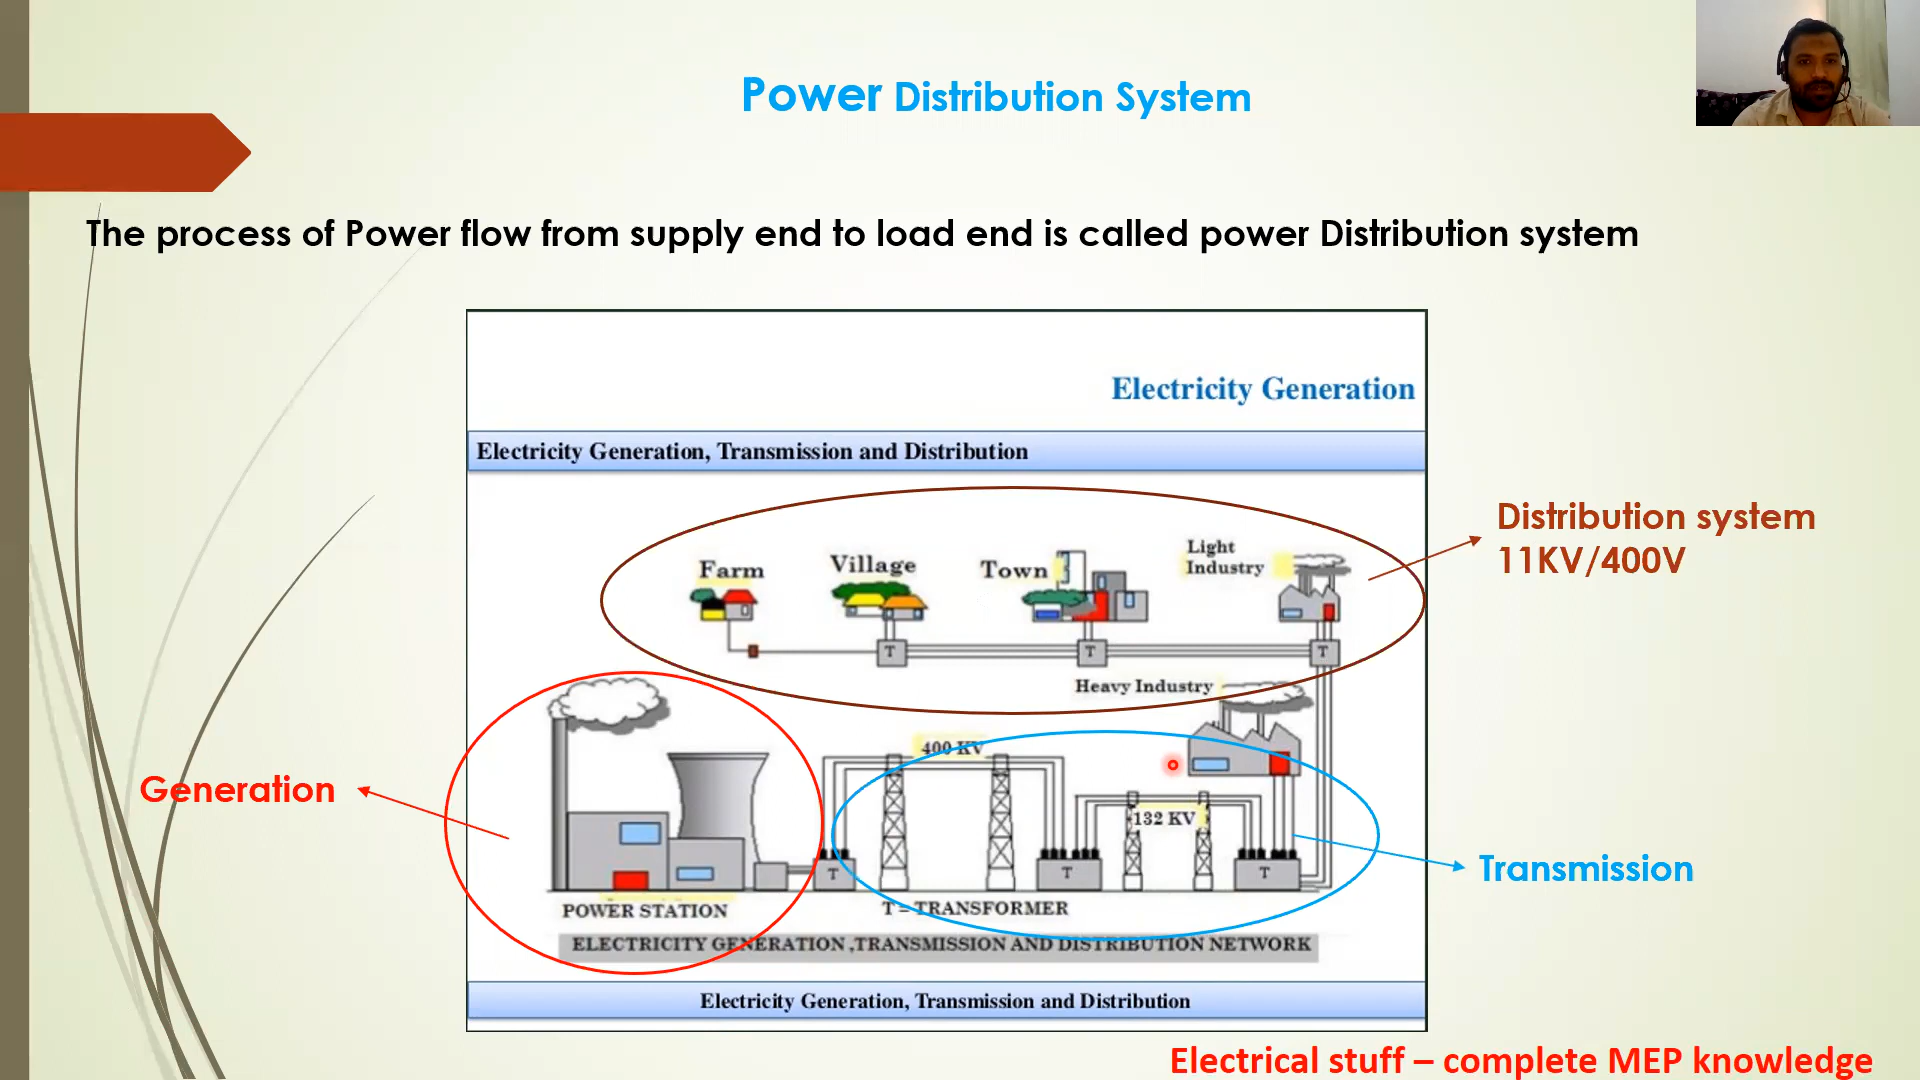 Power Distribution System
The process of Power flow from supply end to load end is called power Distribution system
Electricity Generation
Electricity Generation, Transmission and Distribution
Distribution system
11KV/400V
Farm
Village
Town
Light
Industry
T
T
T
Heavy Industry
400 KV
Generation
132 KV
T
T
T
Transmission
POWER STATION
T = TRANSFORMER
ELECTRICITY GENERATION ,TRANSMISSION AND DISTRIBUTION NETWORK
Electricity Generation, Transmission and Distribution
Electrical stuff – complete MEP knowledge